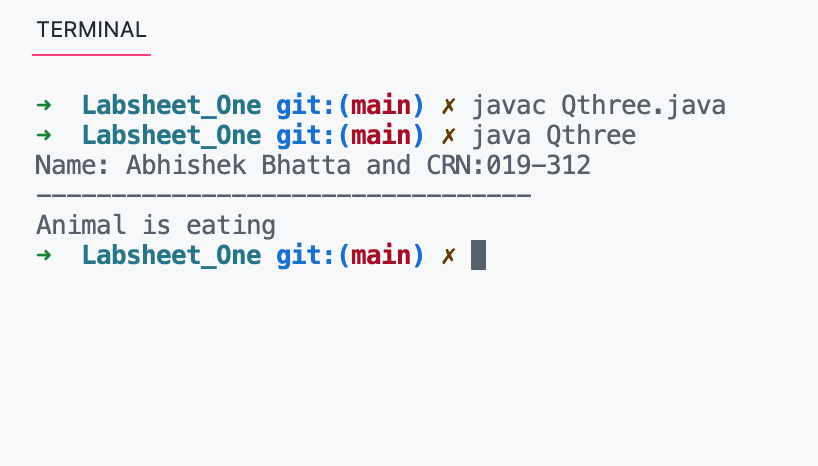 TERMINAL
➜ Labsheet_One git:(main) ✗ javac Qthree.java
➜ Labsheet_One git:(main) ✗ java Qthree
Name: Abhishek Bhatta and CRN:019-312
---------------------------------
Animal is eating
➜ Labsheet_One git:(main) ✗